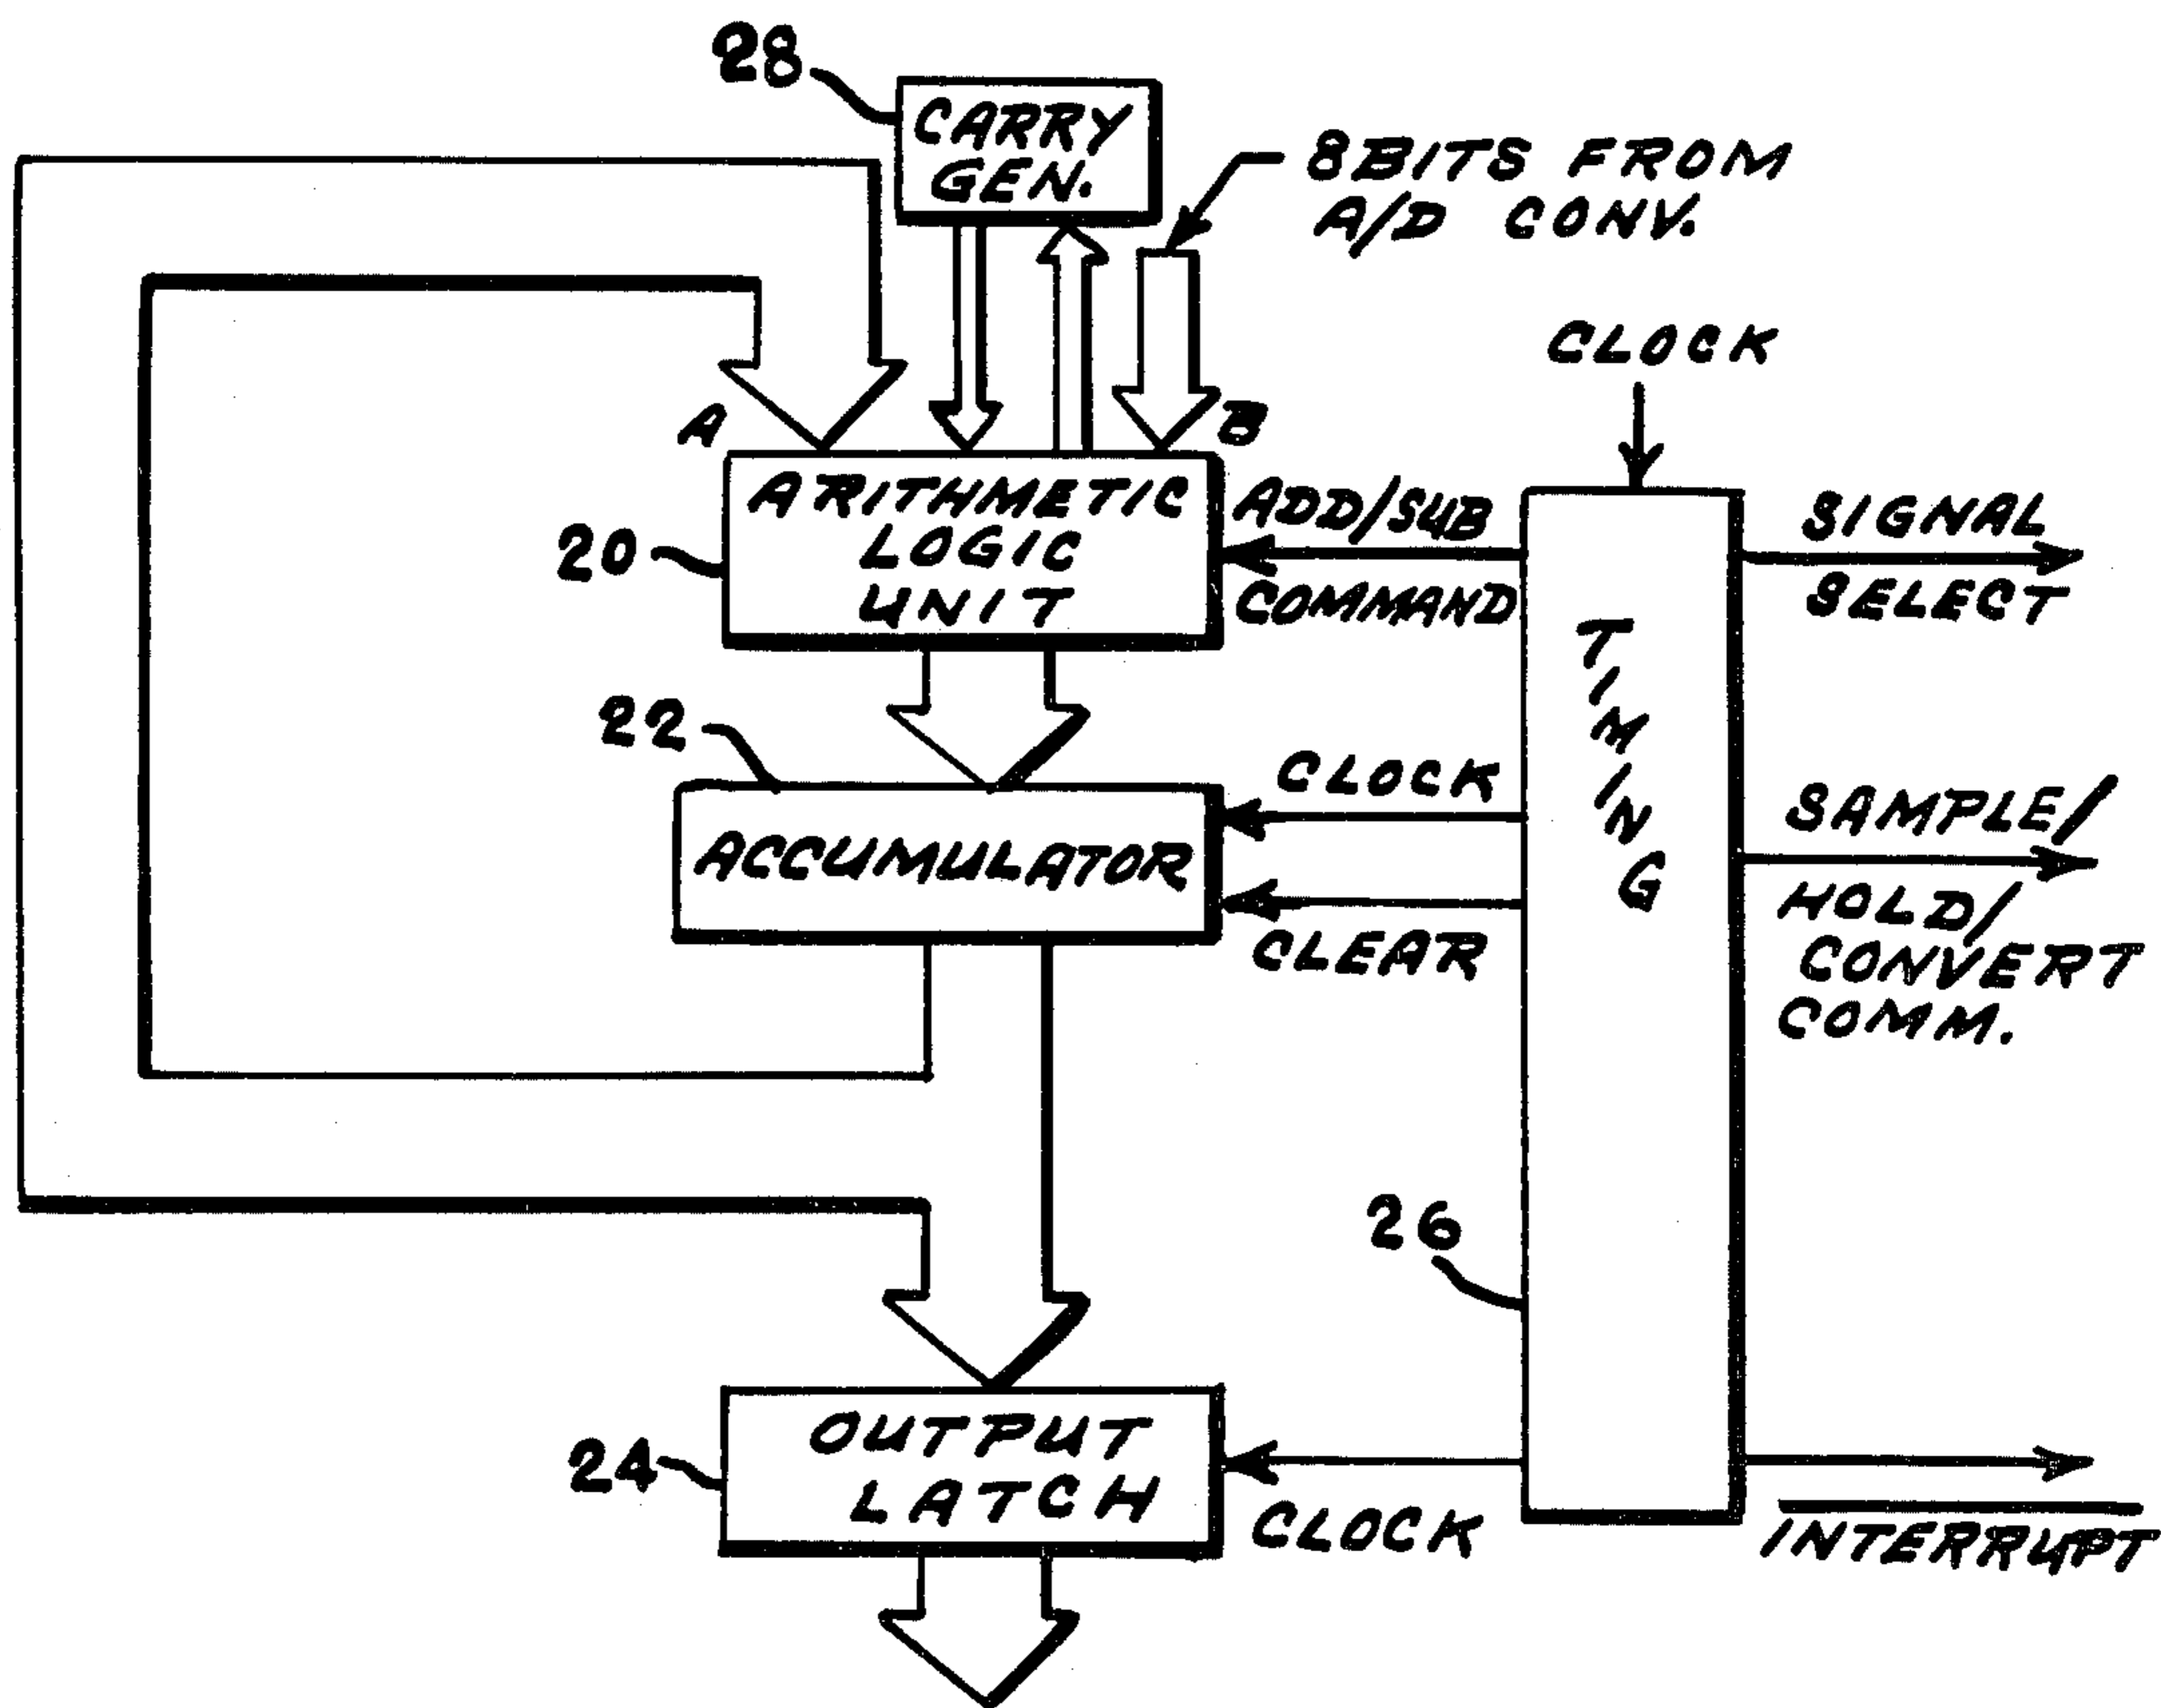 28
CARRY
GEN.
8 BITS FROM
A/D CONV.
CLOCK
A
B
ARITHMETIC
LOGIC
UNIT
20
ADD/SUB
COMMAND
SIGNAL
SELECT
TIMING
22
ACCUMULATOR
CLOCK
CLEAR
SAMPLE/
HOLD/
CONVERT
COMM.
26
OUTPUT
LATCH
24
CLOCK
INTERRUPT